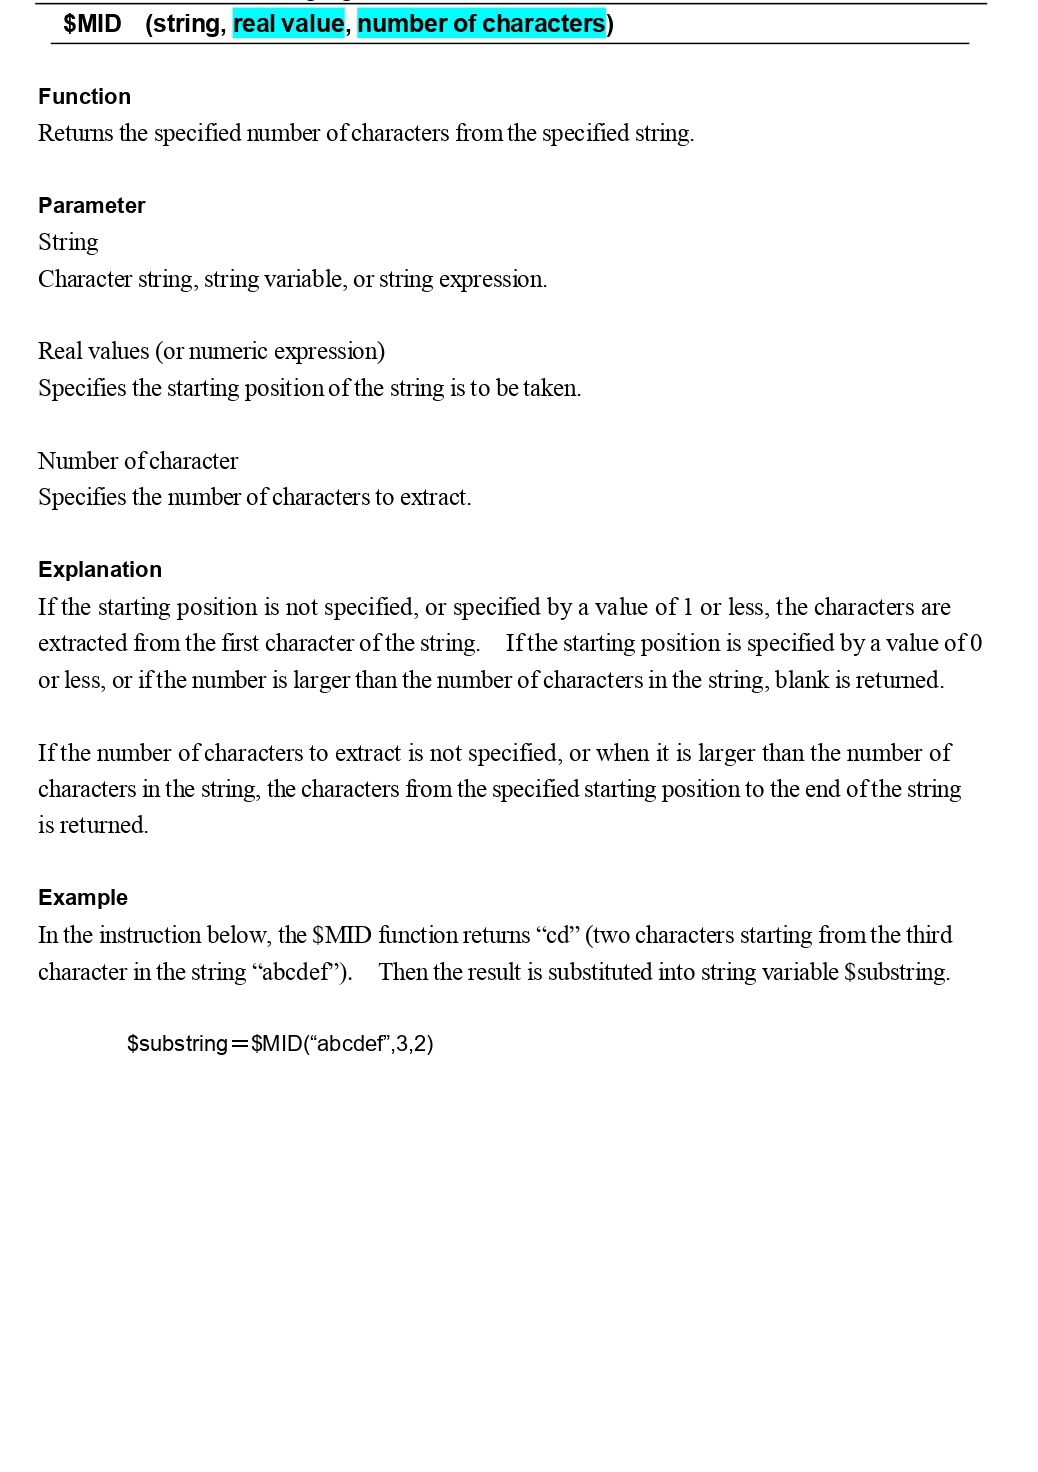 $MID (string, real value, number of characters)
Function
Returns the specified number of characters from the specified string.
Parameter
String
Character string, string variable, or string expression.
Real values (or numeric expression)
Specifies the starting position of the string is to be taken.
Number of character
Specifies the number of characters to extract.
Explanation
If the starting position is not specified, or specified by a value of 1 or less, the characters are
extracted from the first character of the string. If the starting position is specified by a value of 0
or less, or if the number is larger than the number of characters in the string, blank is returned.
If the number of characters to extract is not specified, or when it is larger than the number of
characters in the string, the characters from the specified starting position to the end of the string
is returned.
Example
In the instruction below, the $MID function returns “cd” (two characters starting from the third
character in the string “abcdef”). Then the result is substituted into string variable $substring.
$substring＝$MID(“abcdef”,3,2)